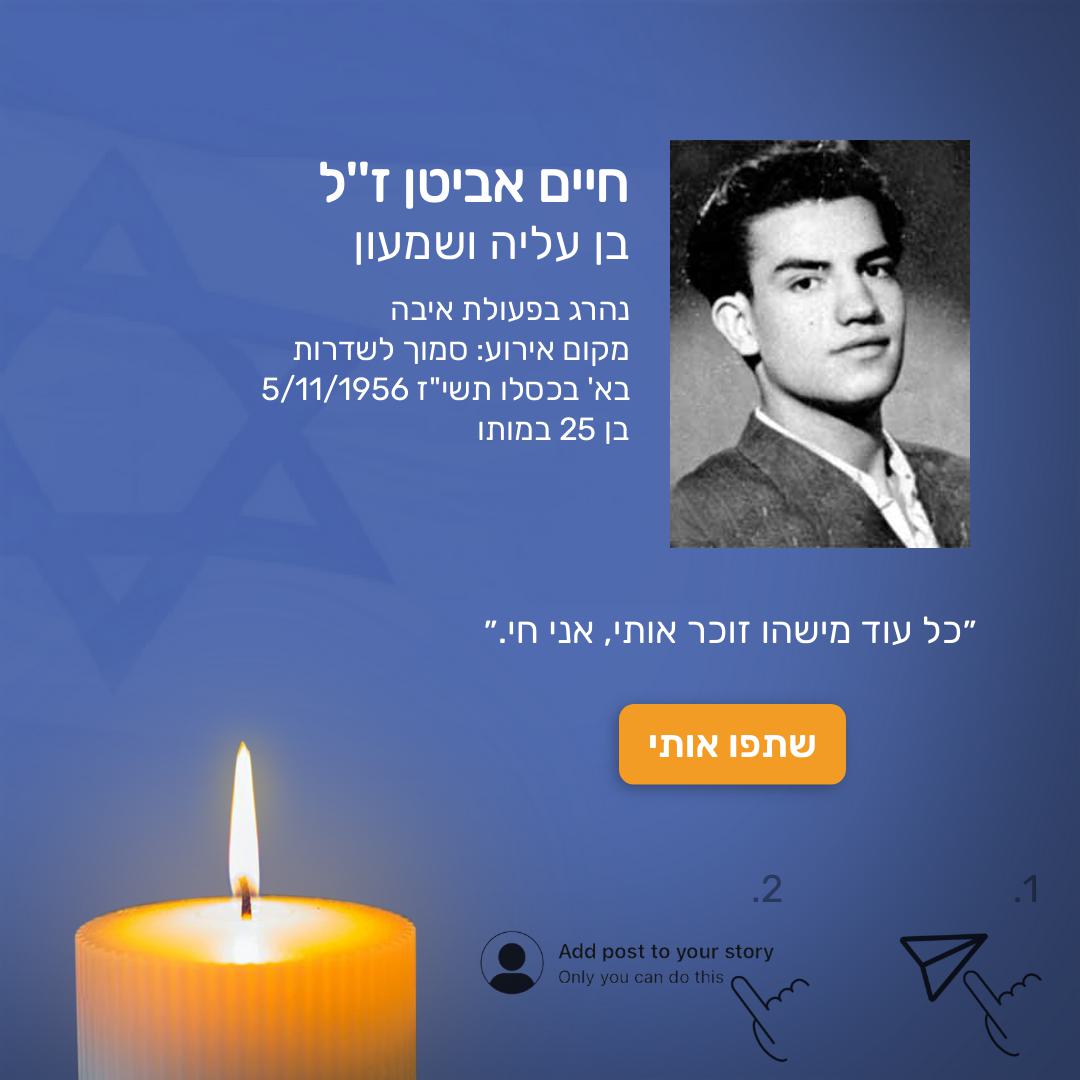 חיים אביטן ז"ל
בן עליה ושמעון
נהרג בפעולת איבה
מקום אירוע: סמוך לשדרות
בא' בכסלו תשי"ז 5/11/1956
בן 25 במותו
״כל עוד מישהו זוכר אותי, אני חי.״
שתפו אותי
1.
2.
Add post to your story
Only you can do this